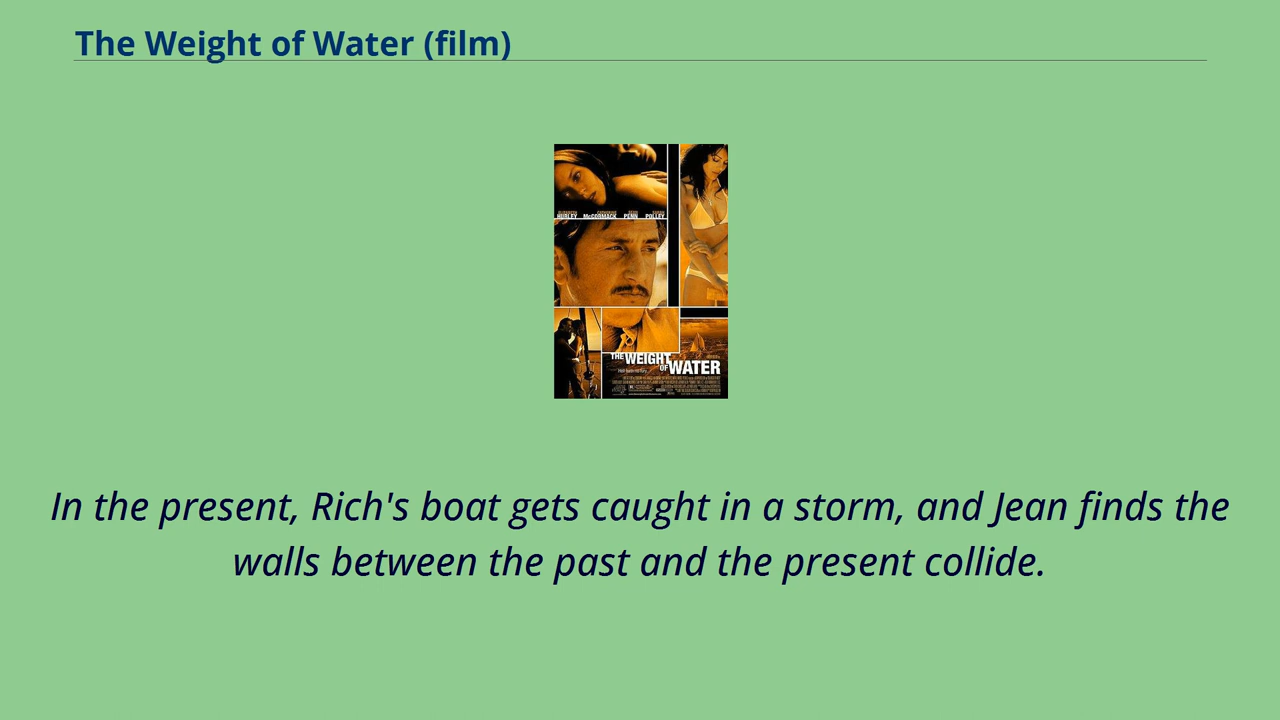 The Weight of Water (film)
HURLEY McCORMACK PENN POLLEY
THE WEIGHT
OF WATER
In the present, Rich's boat gets caught in a storm, and Jean finds the
walls between the past and the present collide.